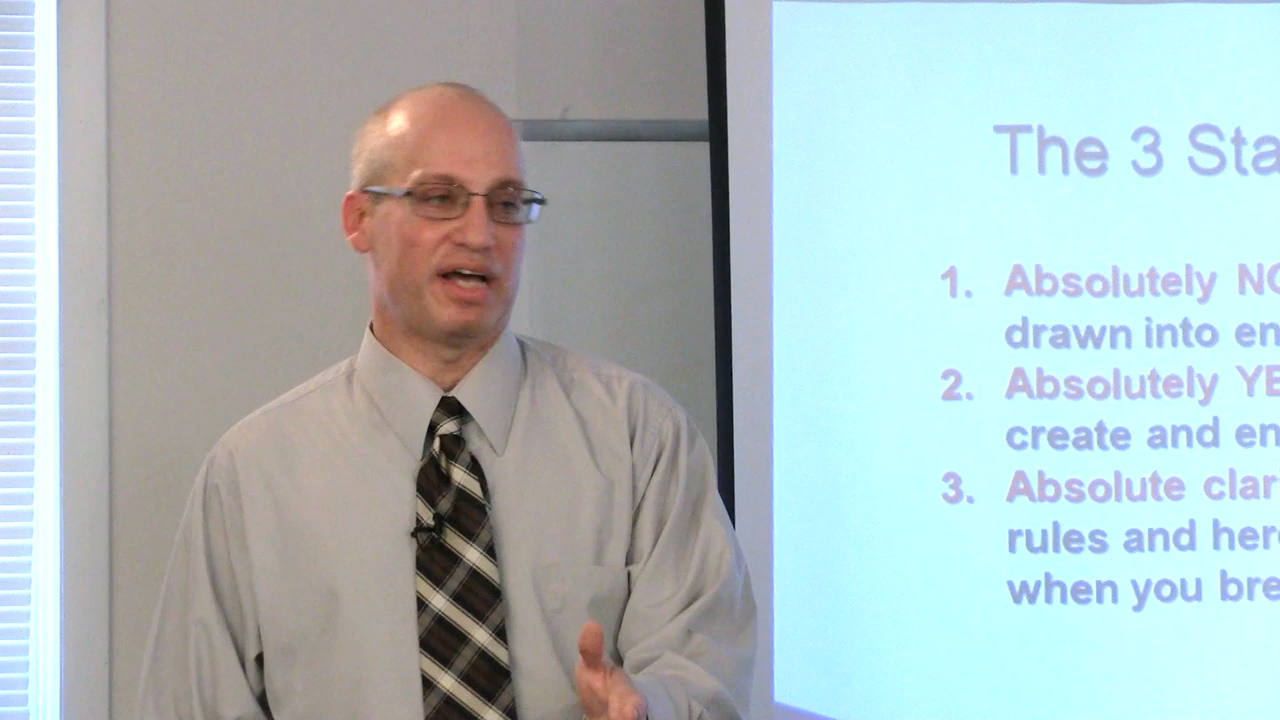 The 3 Sta
1. Absolutely NO
drawn into en
2. Absolutely YE
create and en
3. Absolute clar
rules and here
when you bre